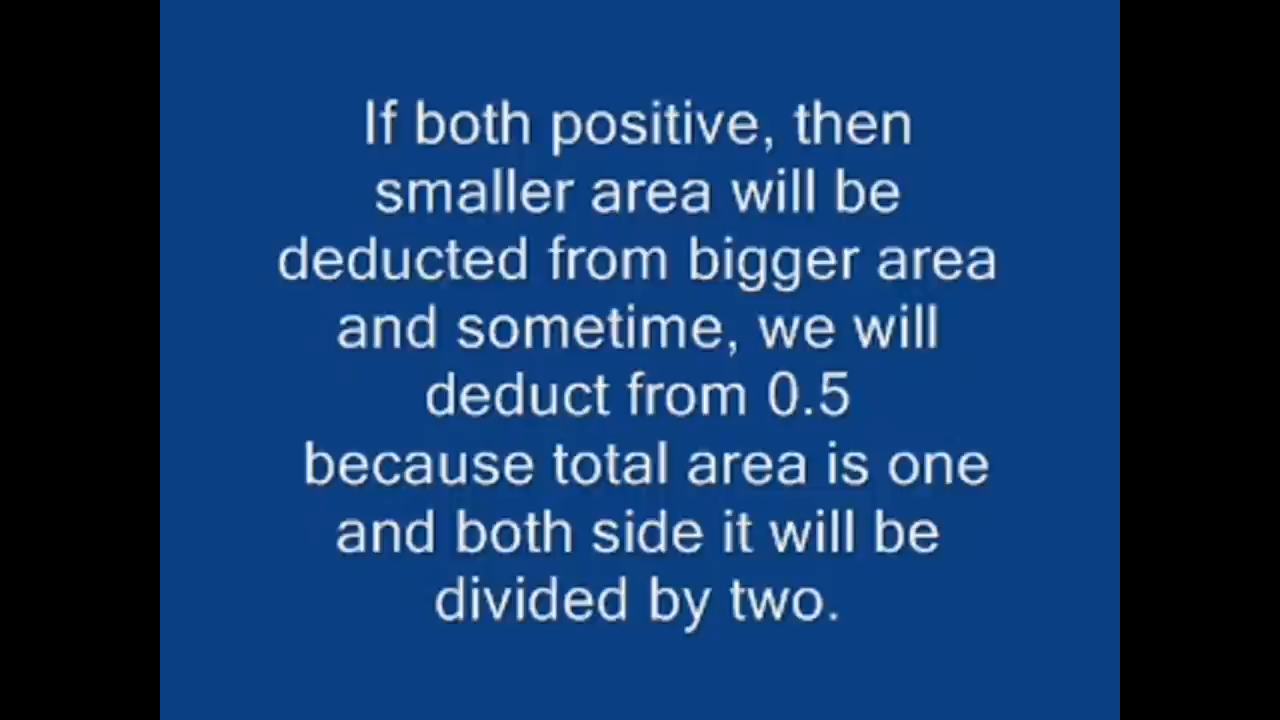 If both positive, then
smaller area will be
deducted from bigger area
and sometime, we will
deduct from 0.5
because total area is one
and both side it will be
divided by two.